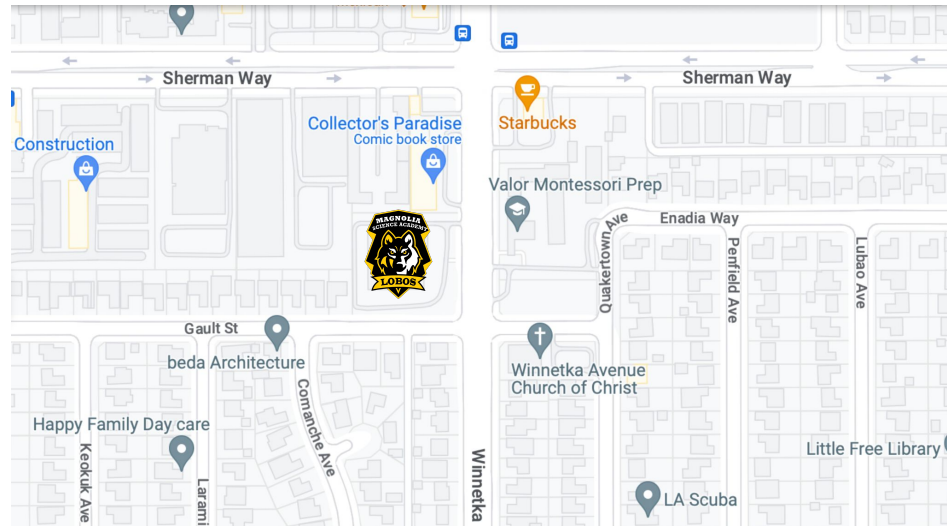 Sherman Way
Sherman Way
Collector's Paradise
Comic book store
Starbucks
Construction
Valor Montessori Prep
MAGNOLIA
SCIENCE ACADEMY
LOBOS
V
Quakertown Ave
Enadia Way
Penfield Ave
Lubao Ave
Gault St
beda Architecture
Winnetka Avenue
Church of Christ
Comanche Ave
Happy Family Day care
Keokuk Ave
Larami
Winnetka
Little Free Library
LA Scuba